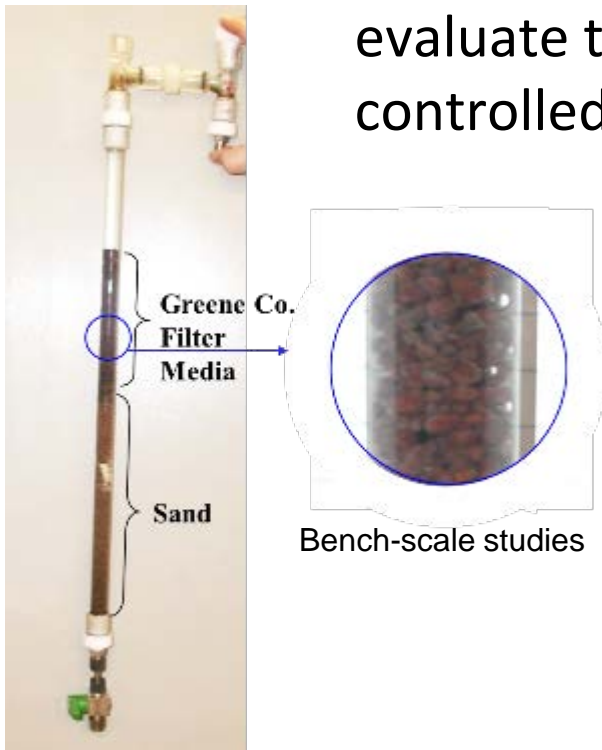 evaluate t
controlled
Greene Co.
Filter
Media
Sand
Bench-scale studies